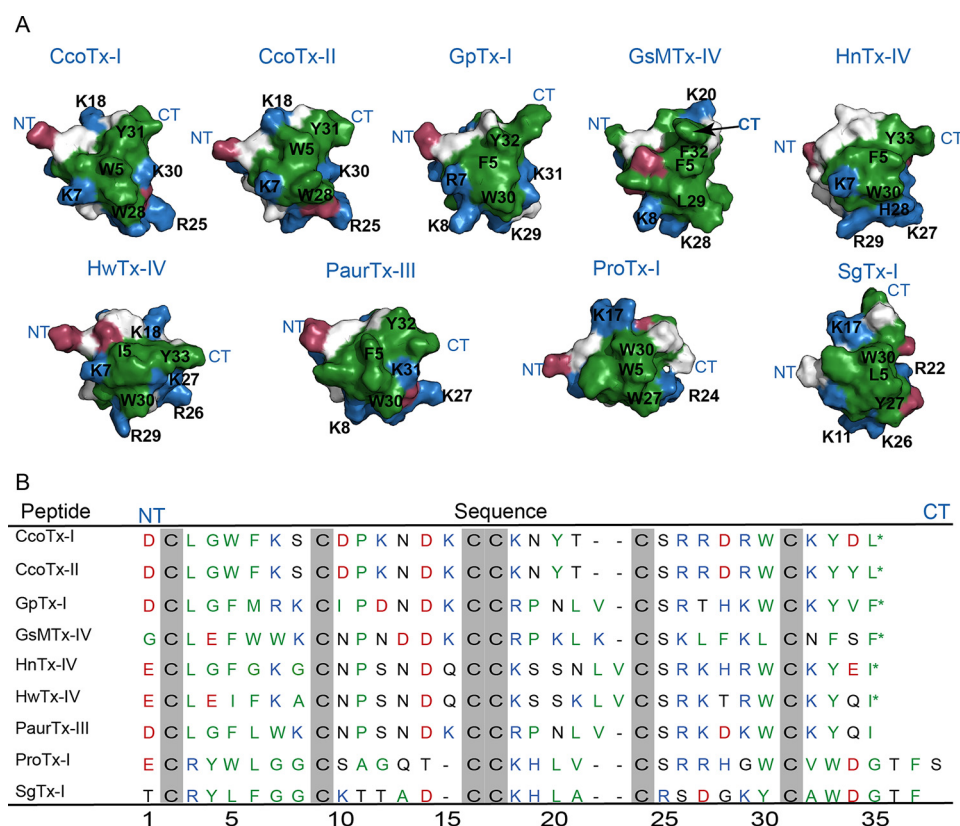 A
CcoTx-I CcoTx-II GpTx-I GsMTx-IV HnTx-IV
K18 NT Y31 CT W5 K7 K30 W28 R25
K18 NT Y31 CT W5 K7 K30 W28 R25
NT CT Y32 F5 R7 K31 W30 K8 K29
K20 NT CT F32 F5 L29 K8 K28
CT Y33 NT F5 K7 W30 H28 K27 R29
HwTx-IV PaurTx-III ProTx-I SgTx-I
NT K18 I5 Y33 CT K7 K27 W30 R26 R29
NT Y32 F5 CT K31 W30 K27 K8
K17 W30 NT W5 CT W27 R24
CT K17 W30 NT R22 L5 Y27 K11 K26
B
Peptide NT Sequence CT
CcoTx-I D C L G W F K S C D P K N D K C C K N Y T - - C S R R D R W C K Y D L*
CcoTx-II D C L G W F K S C D P K N D K C C K N Y T - - C S R R D R W C K Y Y L*
GpTx-I D C L G F M R K C I P D N D K C C R P N L V - C S R T H K W C K Y V F*
GsMTx-IV G C L E F W W K C N P N D D K C C R P K L K - C S K L F K L C N F S F*
HnTx-IV E C L G F G K G C N P S N D Q C C K S S N L V C S R K H R W C K Y E I*
HwTx-IV E C L E I F K A C N P S N D Q C C K S S K L V C S R K T R W C K Y Q I*
PaurTx-III D C L G F L W K C N P S N D K C C R P N L V - C S R K D K W C K Y Q I
ProTx-I E C R Y W L G G C S A G Q T - C C K H L V - - C S R R H G W C V W D G T F S
SgTx-I T C R Y L F G G C K T T A D - C C K H L A - - C R S D G K Y C A W D G T F
1 5 10 15 20 25 30 35